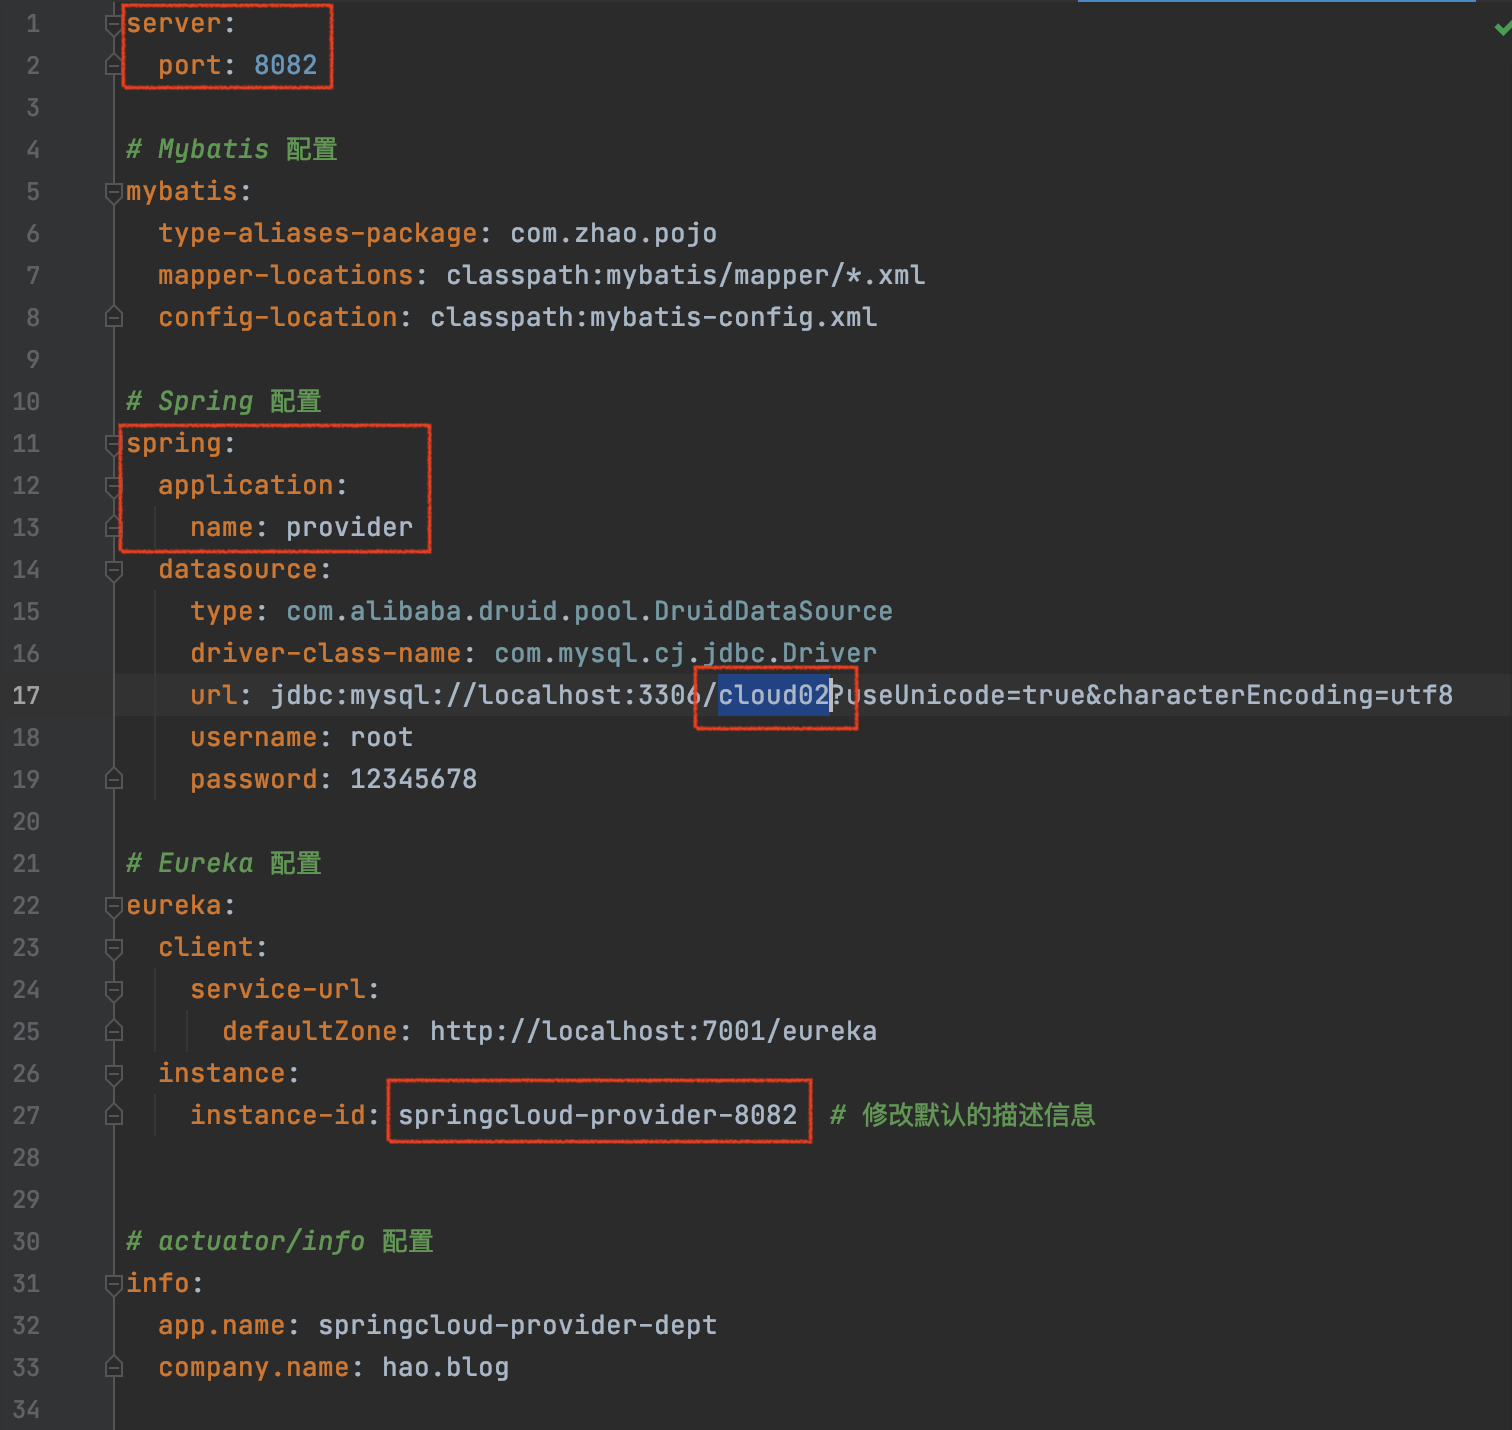 1 server:
2   port: 8082
3
4 # Mybatis 配置
5 mybatis:
6   type-aliases-package: com.zhao.pojo
7   mapper-locations: classpath:mybatis/mapper/*.xml
8   config-location: classpath:mybatis-config.xml
9
10 # Spring 配置
11 spring:
12   application:
13     name: provider
14   datasource:
15     type: com.alibaba.druid.pool.DruidDataSource
16     driver-class-name: com.mysql.cj.jdbc.Driver
17     url: jdbc:mysql://localhost:3306/cloud02?useUnicode=true&characterEncoding=utf8
18     username: root
19     password: 12345678
20
21 # Eureka 配置
22 eureka:
23   client:
24     service-url:
25       defaultZone: http://localhost:7001/eureka
26   instance:
27     instance-id: springcloud-provider-8082  # 修改默认的描述信息
28
29
30 # actuator/info 配置
31 info:
32   app.name: springcloud-provider-dept
33   company.name: hao.blog
34